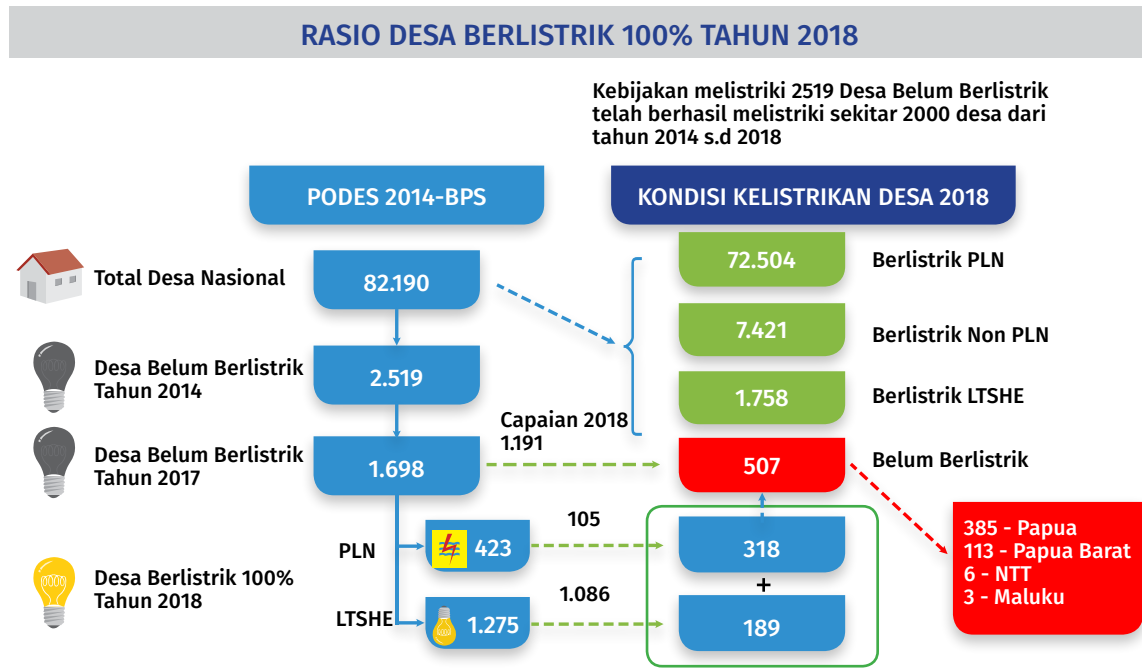 RASIO DESA BERLISTRIK 100% TAHUN 2018
Kebijakan melistriki 2519 Desa Belum Berlistrik
telah berhasil melistriki sekitar 2000 desa dari
tahun 2014 s.d 2018
PODES 2014-BPS
KONDISI KELISTRIKAN DESA 2018
Total Desa Nasional
82.190
72.504
Berlistrik PLN
7.421
Berlistrik Non PLN
Desa Belum Berlistrik
Tahun 2014
2.519
1.758
Berlistrik LTSHE
Capaian 2018
1.191
Desa Belum Berlistrik
Tahun 2017
1.698
507
Belum Berlistrik
385 - Papua
113 - Papua Barat
6 - NTT
3 - Maluku
PLN
423
105
318
+
Desa Berlistrik 100%
Tahun 2018
LTSHE
1.275
1.086
189